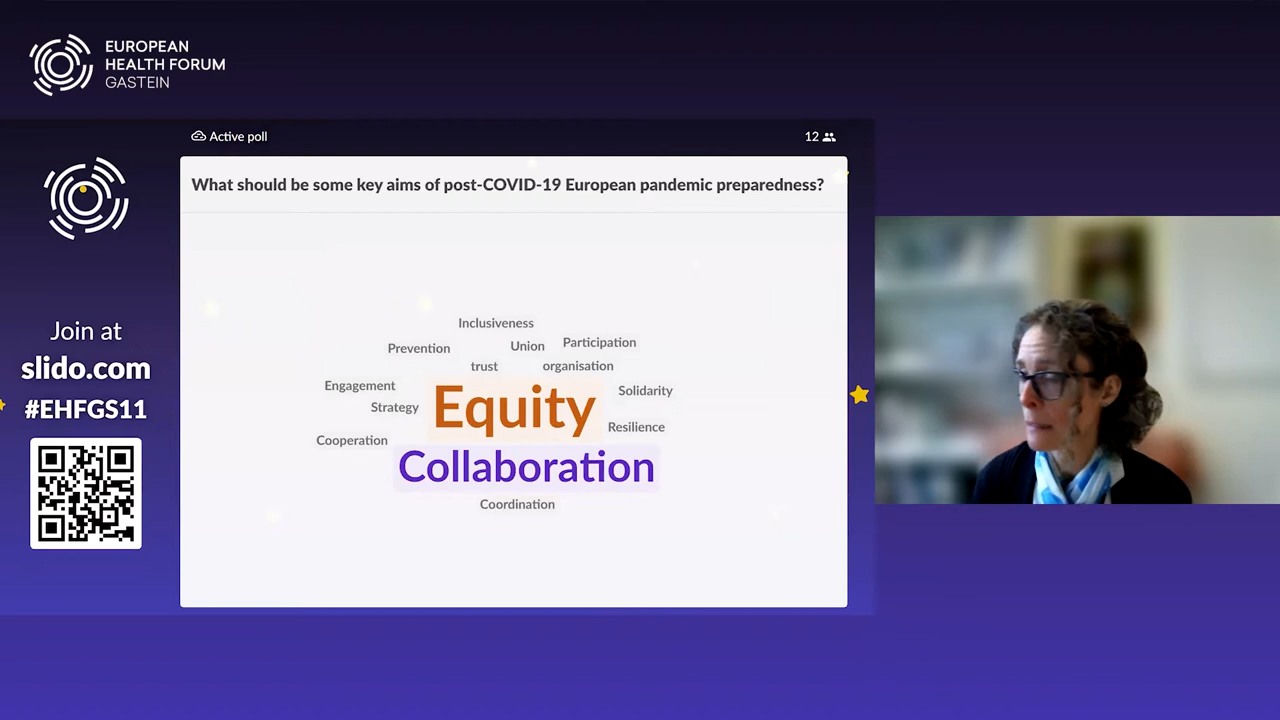 EUROPEAN
HEALTH FORUM
GASTEIN
Active poll
12
What should be some key aims of post-COVID-19 European pandemic preparedness?
Inclusiveness
Prevention
Union
Participation
trust
organisation
Engagement
Solidarity
Strategy
Equity
Resilience
Cooperation
Collaboration
Coordination
Join at
slido.com
#EHFGS11